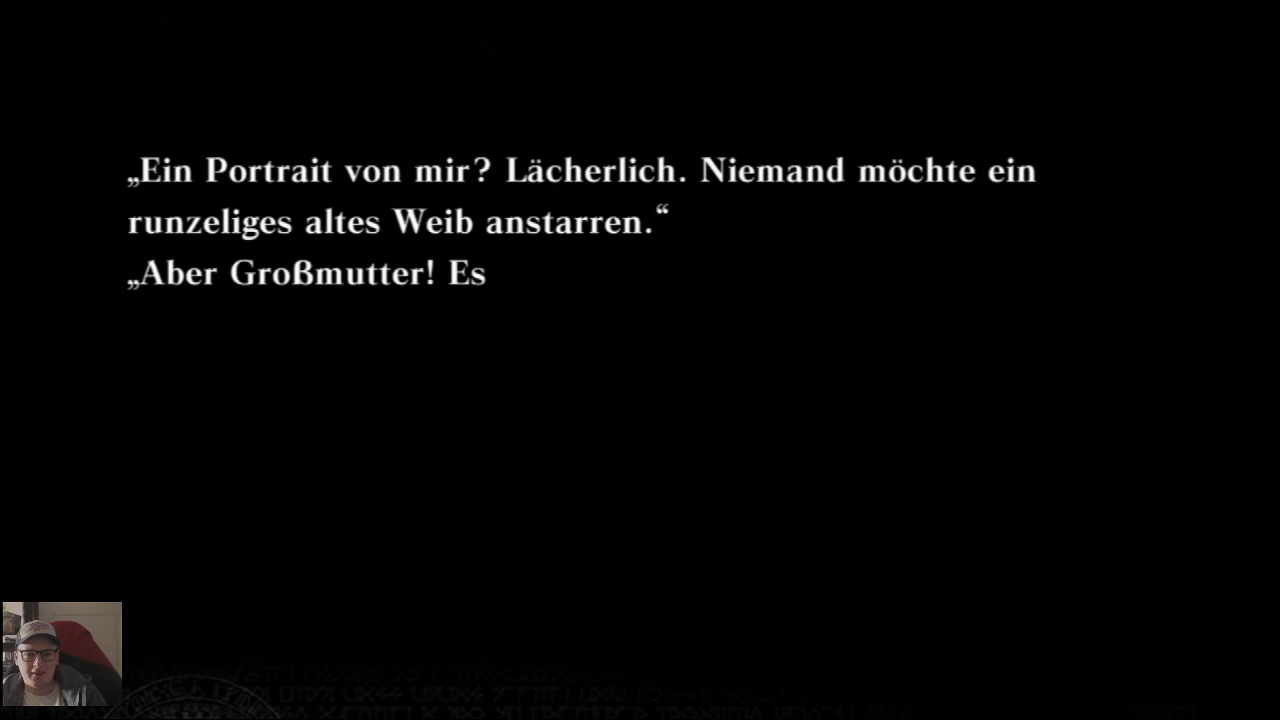 „Ein Portrait von mir? Lächerlich. Niemand möchte ein
runzeliges altes Weib anstarren.“
„Aber Großmutter! Es